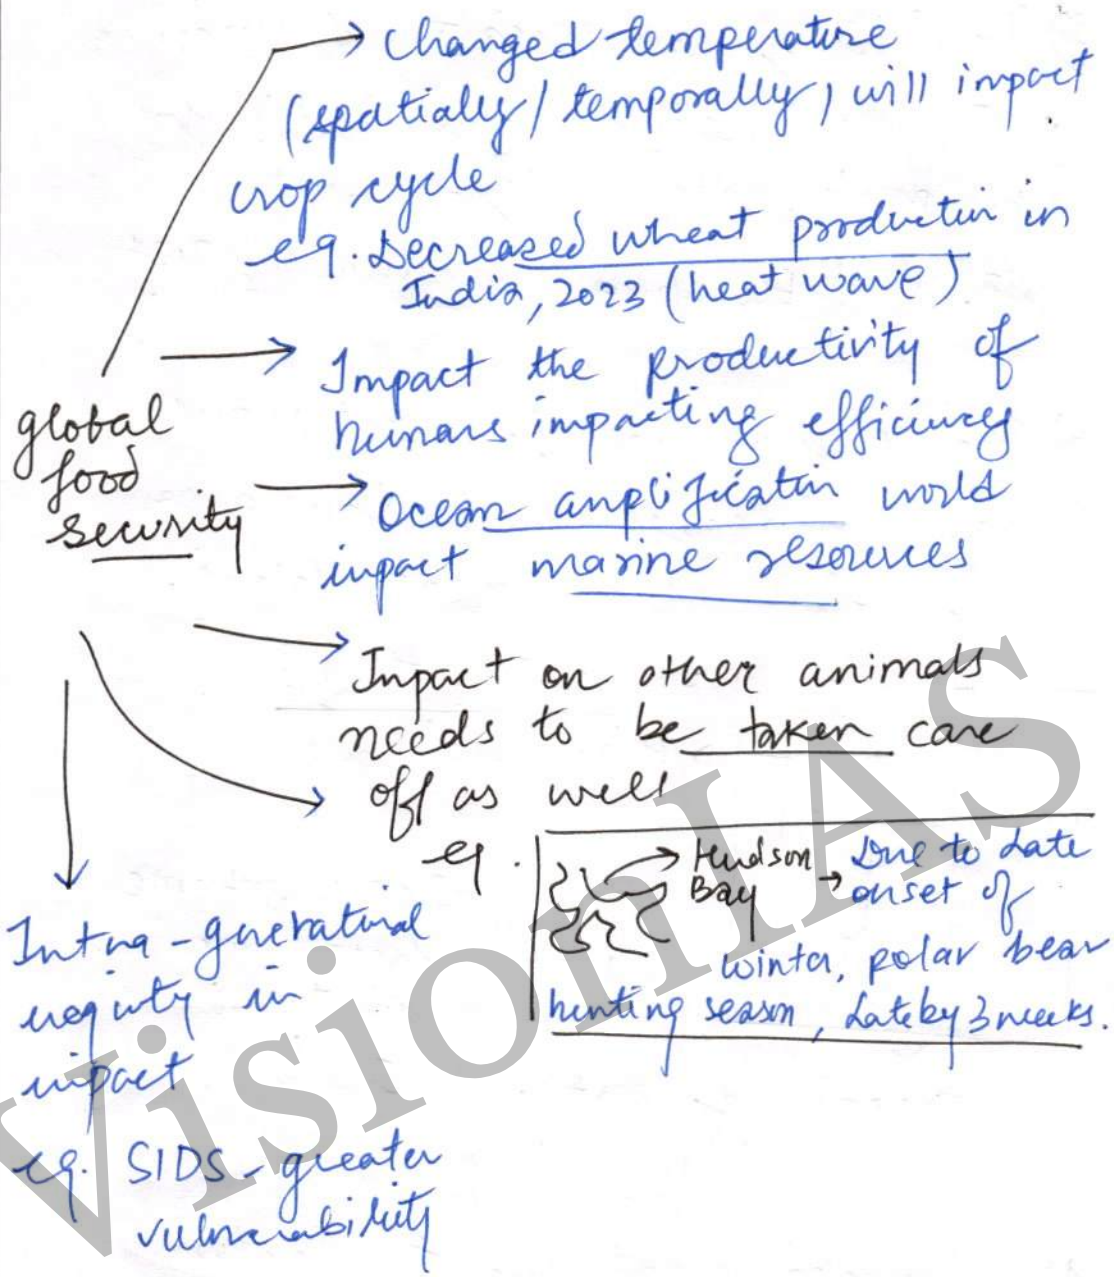 changed temperature
(spatially/temporally) will impact
crop cycle
eg. Decreased wheat production in
India, 2023 (heat wave)
Impact the productivity of
humans impacting efficiency
global
food
security
Ocean amplification world
impact marine resources
Impact on other animals
needs to be taken care
off as well
eg.
Hudson
Bay
→ Due to Late
onset of
winter, polar bear
hunting season, Late by 3 weeks.
Intra-generational
inequity in
impact
eg. SIDS - greater
vulnerability
VisionIAS